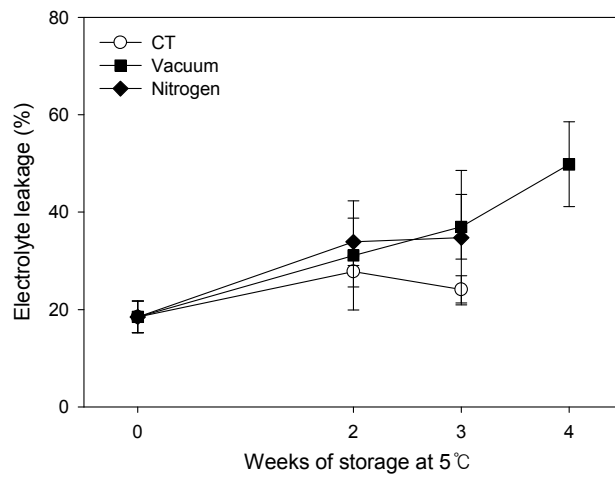 80
60
40
20
0
Electrolyte leakage (%)
CT
Vacuum
Nitrogen
0 2 3 4
Weeks of storage at 5℃